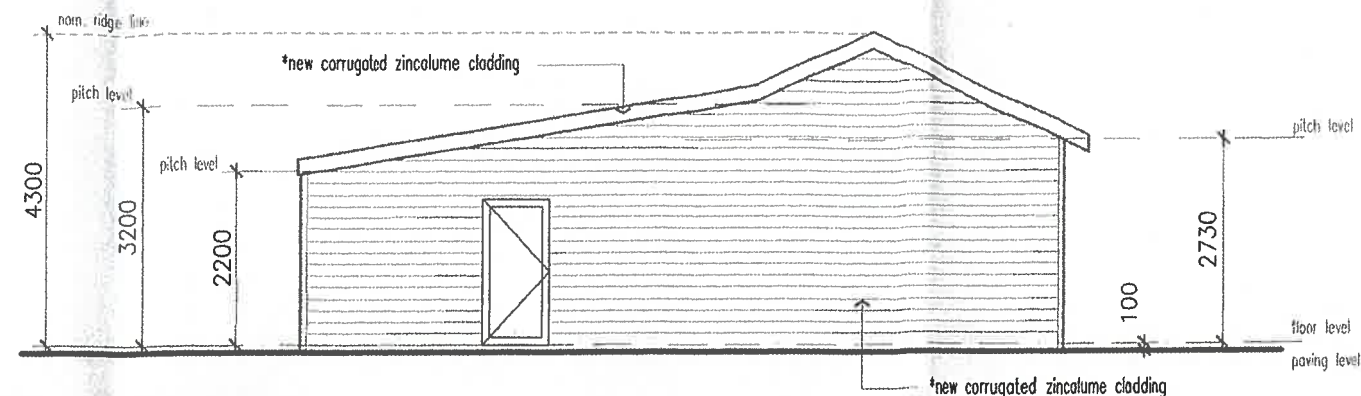 nom. ridge line
*new corrugated zincalume cladding
pitch level
pitch level
pitch level
4300
3200
2200
2730
100
floor level
paving level
*new corrugated zincalume cladding